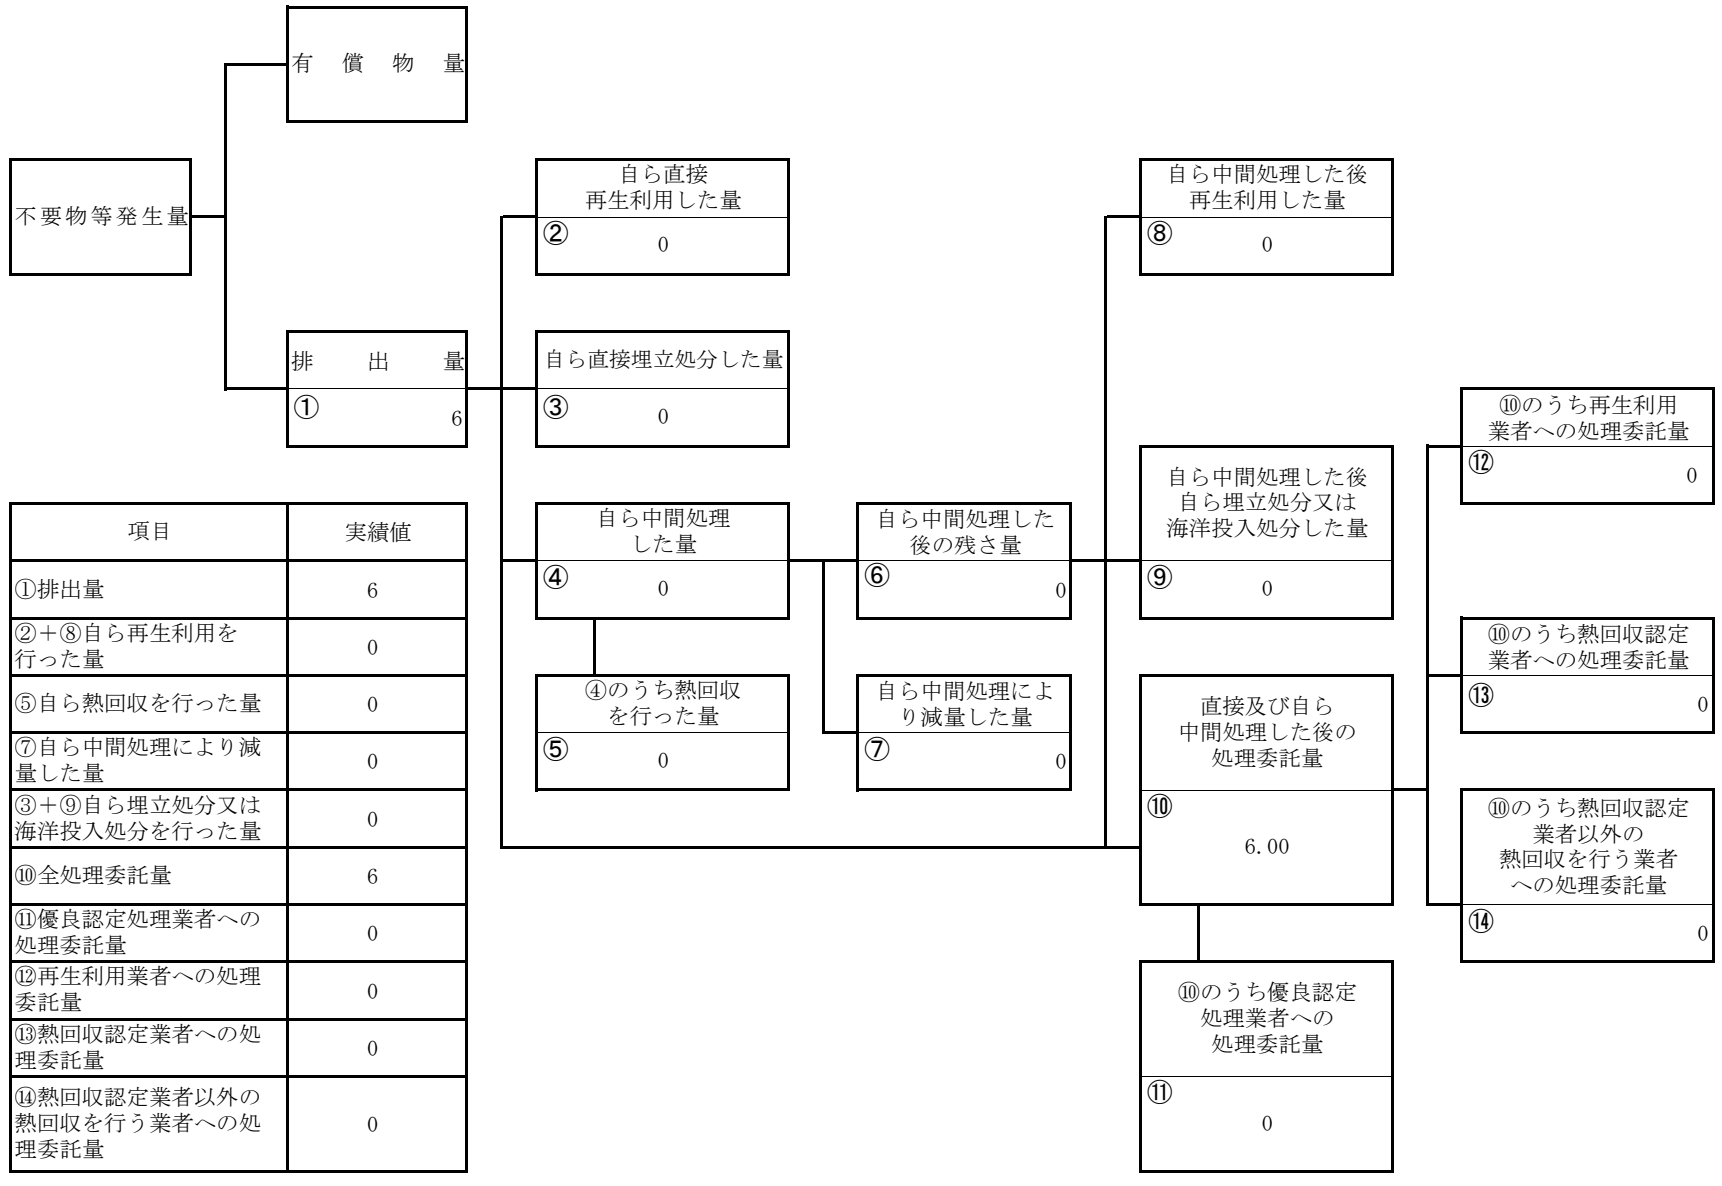 有償物量
不要物等発生量
自ら直接
再生利用した量
②
0
自ら中間処理した後
再生利用した量
⑧
0
排出量
①
6
自ら直接埋立処分した量
③
0
⑩のうち再生利用
業者への処理委託量
⑫
0
自ら中間処理
した量
④
0
自ら中間処理した
後の残さ量
⑥
0
自ら中間処理した後
自ら埋立処分又は
海洋投入処分した量
⑨
0
⑩のうち熱回収認定
業者への処理委託量
⑬
0
④のうち熱回収
を行った量
⑤
0
自ら中間処理によ
り減量した量
⑦
0
直接及び自ら
中間処理した後の
処理委託量
⑩
6.00
⑩のうち熱回収認定
業者以外の
熱回収を行う業者
への処理委託量
⑭
0
⑩のうち優良認定
処理業者への
処理委託量
⑪
0
項目 実績値
①排出量 6
②＋⑧自ら再生利用を
行った量 0
⑤自ら熱回収を行った量 0
⑦自ら中間処理により減
量した量 0
③＋⑨自ら埋立処分又は
海洋投入処分を行った量 0
⑩全処理委託量 6
⑪優良認定処理業者への
処理委託量 0
⑫再生利用業者への処理
委託量 0
⑬熱回収認定業者への処
理委託量 0
⑭熱回収認定業者以外の
熱回収を行う業者への処 0
理委託量